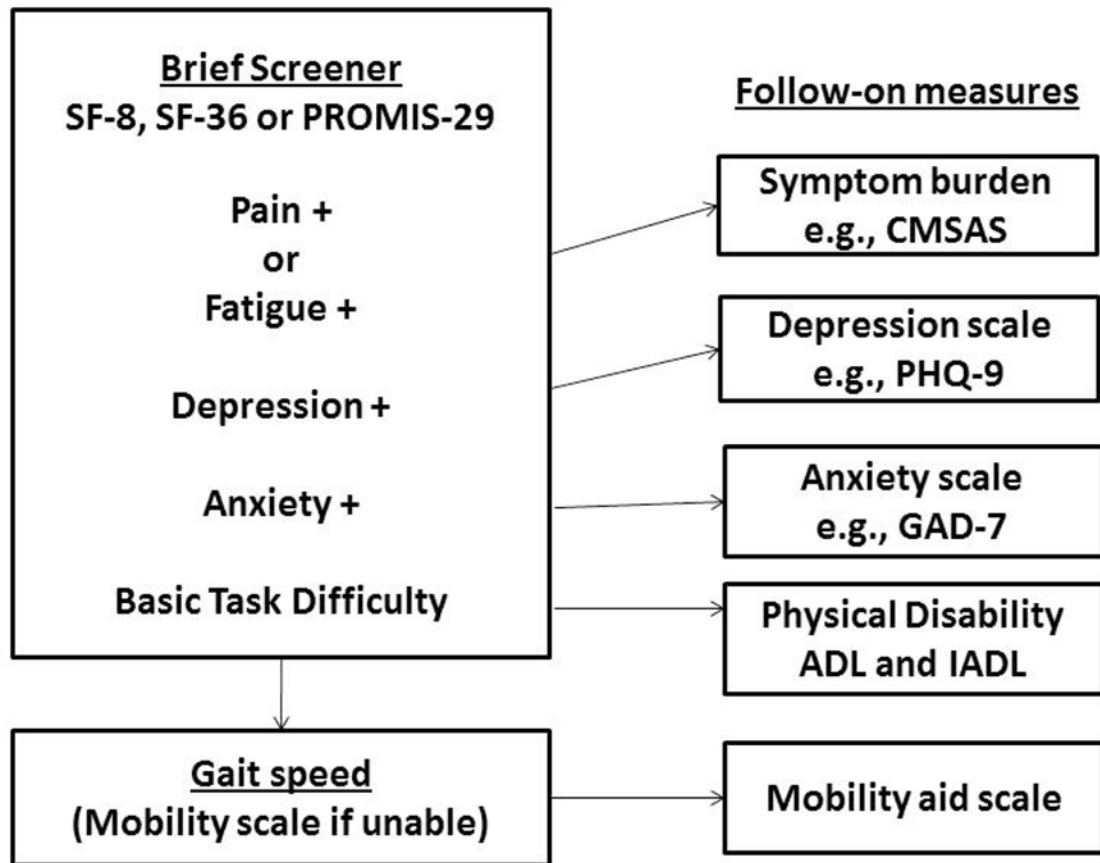 Brief Screener
SF-8, SF-36 or PROMIS-29
Pain +
or
Fatigue +
Depression +
Anxiety +
Basic Task Difficulty
Gait speed
(Mobility scale if unable)
Follow-on measures
Symptom burden
e.g., CMSAS
Depression scale
e.g., PHQ-9
Anxiety scale
e.g., GAD-7
Physical Disability
ADL and IADL
Mobility aid scale